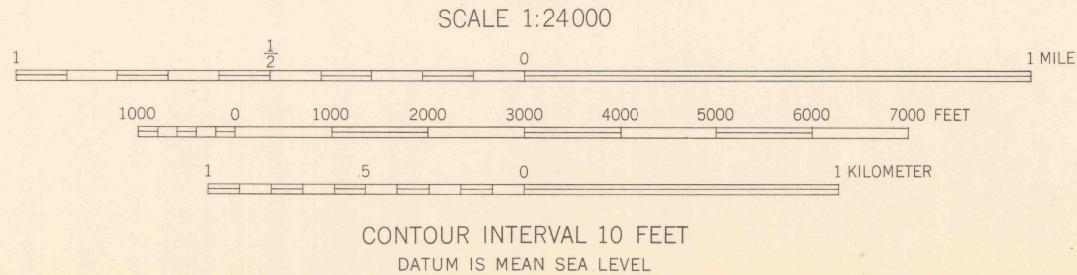 SCALE 1:24000
1 1/2 0 1 MILE
1000 0 1000 2000 3000 4000 5000 6000 7000 FEET
1 .5 0 1 KILOMETER
CONTOUR INTERVAL 10 FEET
DATUM IS MEAN SEA LEVEL